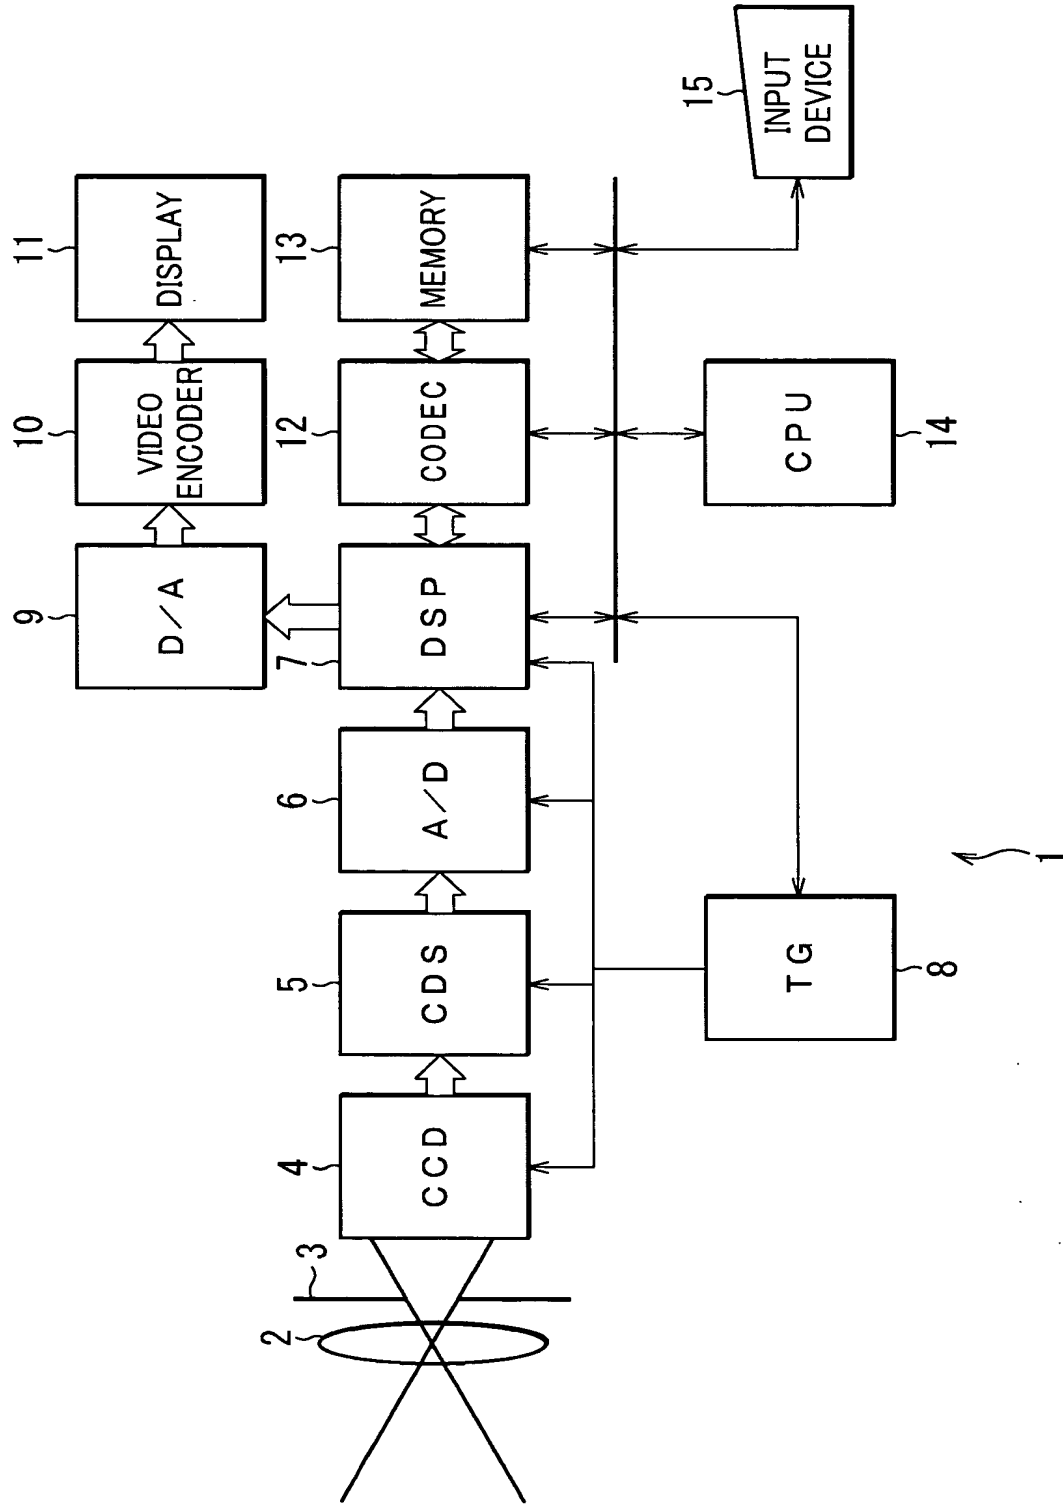 9
D/A
10
VIDEO
ENCODER
11
DISPLAY
2
3
4
CCD
5
CDS
6
A/D
7
DSP
12
CODEC
13
MEMORY
8
TG
14
CPU
15
INPUT
DEVICE
1